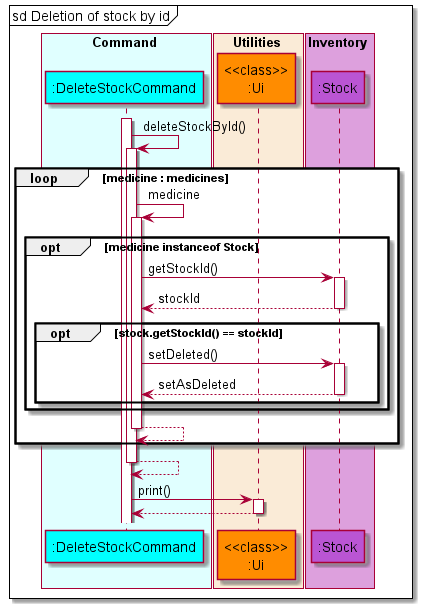 sd Deletion of stock by id
Command
Utilities
Inventory
:DeleteStockCommand
<<class>>
:Ui
:Stock
deleteStockById()
loop
[medicine : medicines]
medicine
opt
[medicine instanceof Stock]
getStockId()
stockId
opt
[stock.getStockId() == stockId]
setDeleted()
setAsDeleted
print()
:DeleteStockCommand
<<class>>
:Ui
:Stock